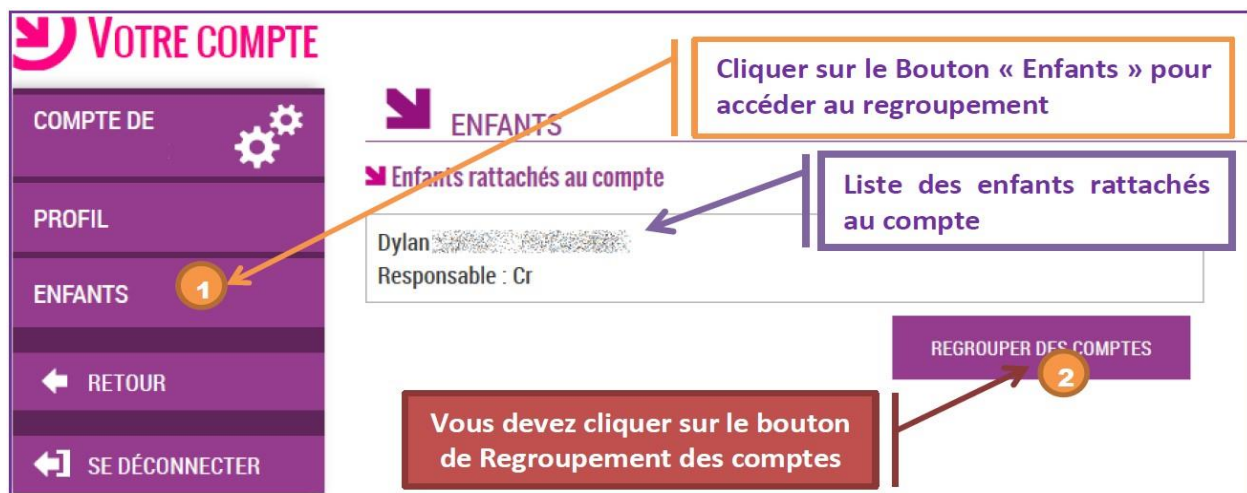 VOTRE COMPTE
COMPTE DE
PROFIL
ENFANTS
1
RETOUR
SE DÉCONNECTER
Cliquer sur le Bouton « Enfants » pour
accéder au regroupement
ENFANTS
Enfants rattachés au compte
Liste des enfants rattachés
au compte
Dylan
Responsable : Cr
REGROUPER DES COMPTES
2
Vous devez cliquer sur le bouton
de Regroupement des comptes